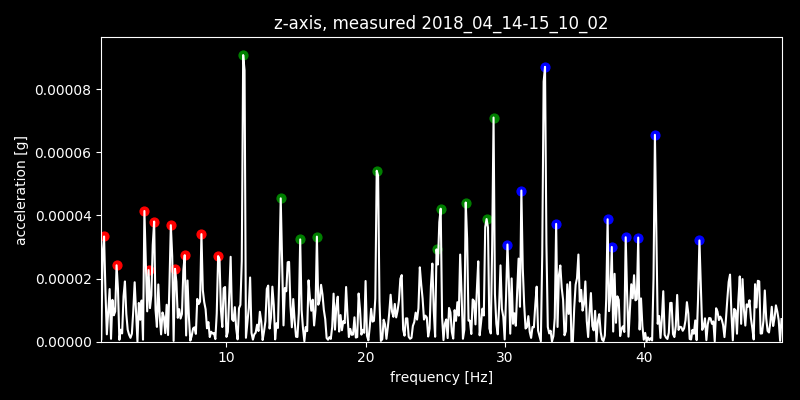 z-axis, measured 2018_04_14-15_10_02
0.00008
0.00006
0.00004
0.00002
0.00000
acceleration [g]
10 20 30 40
frequency [Hz]